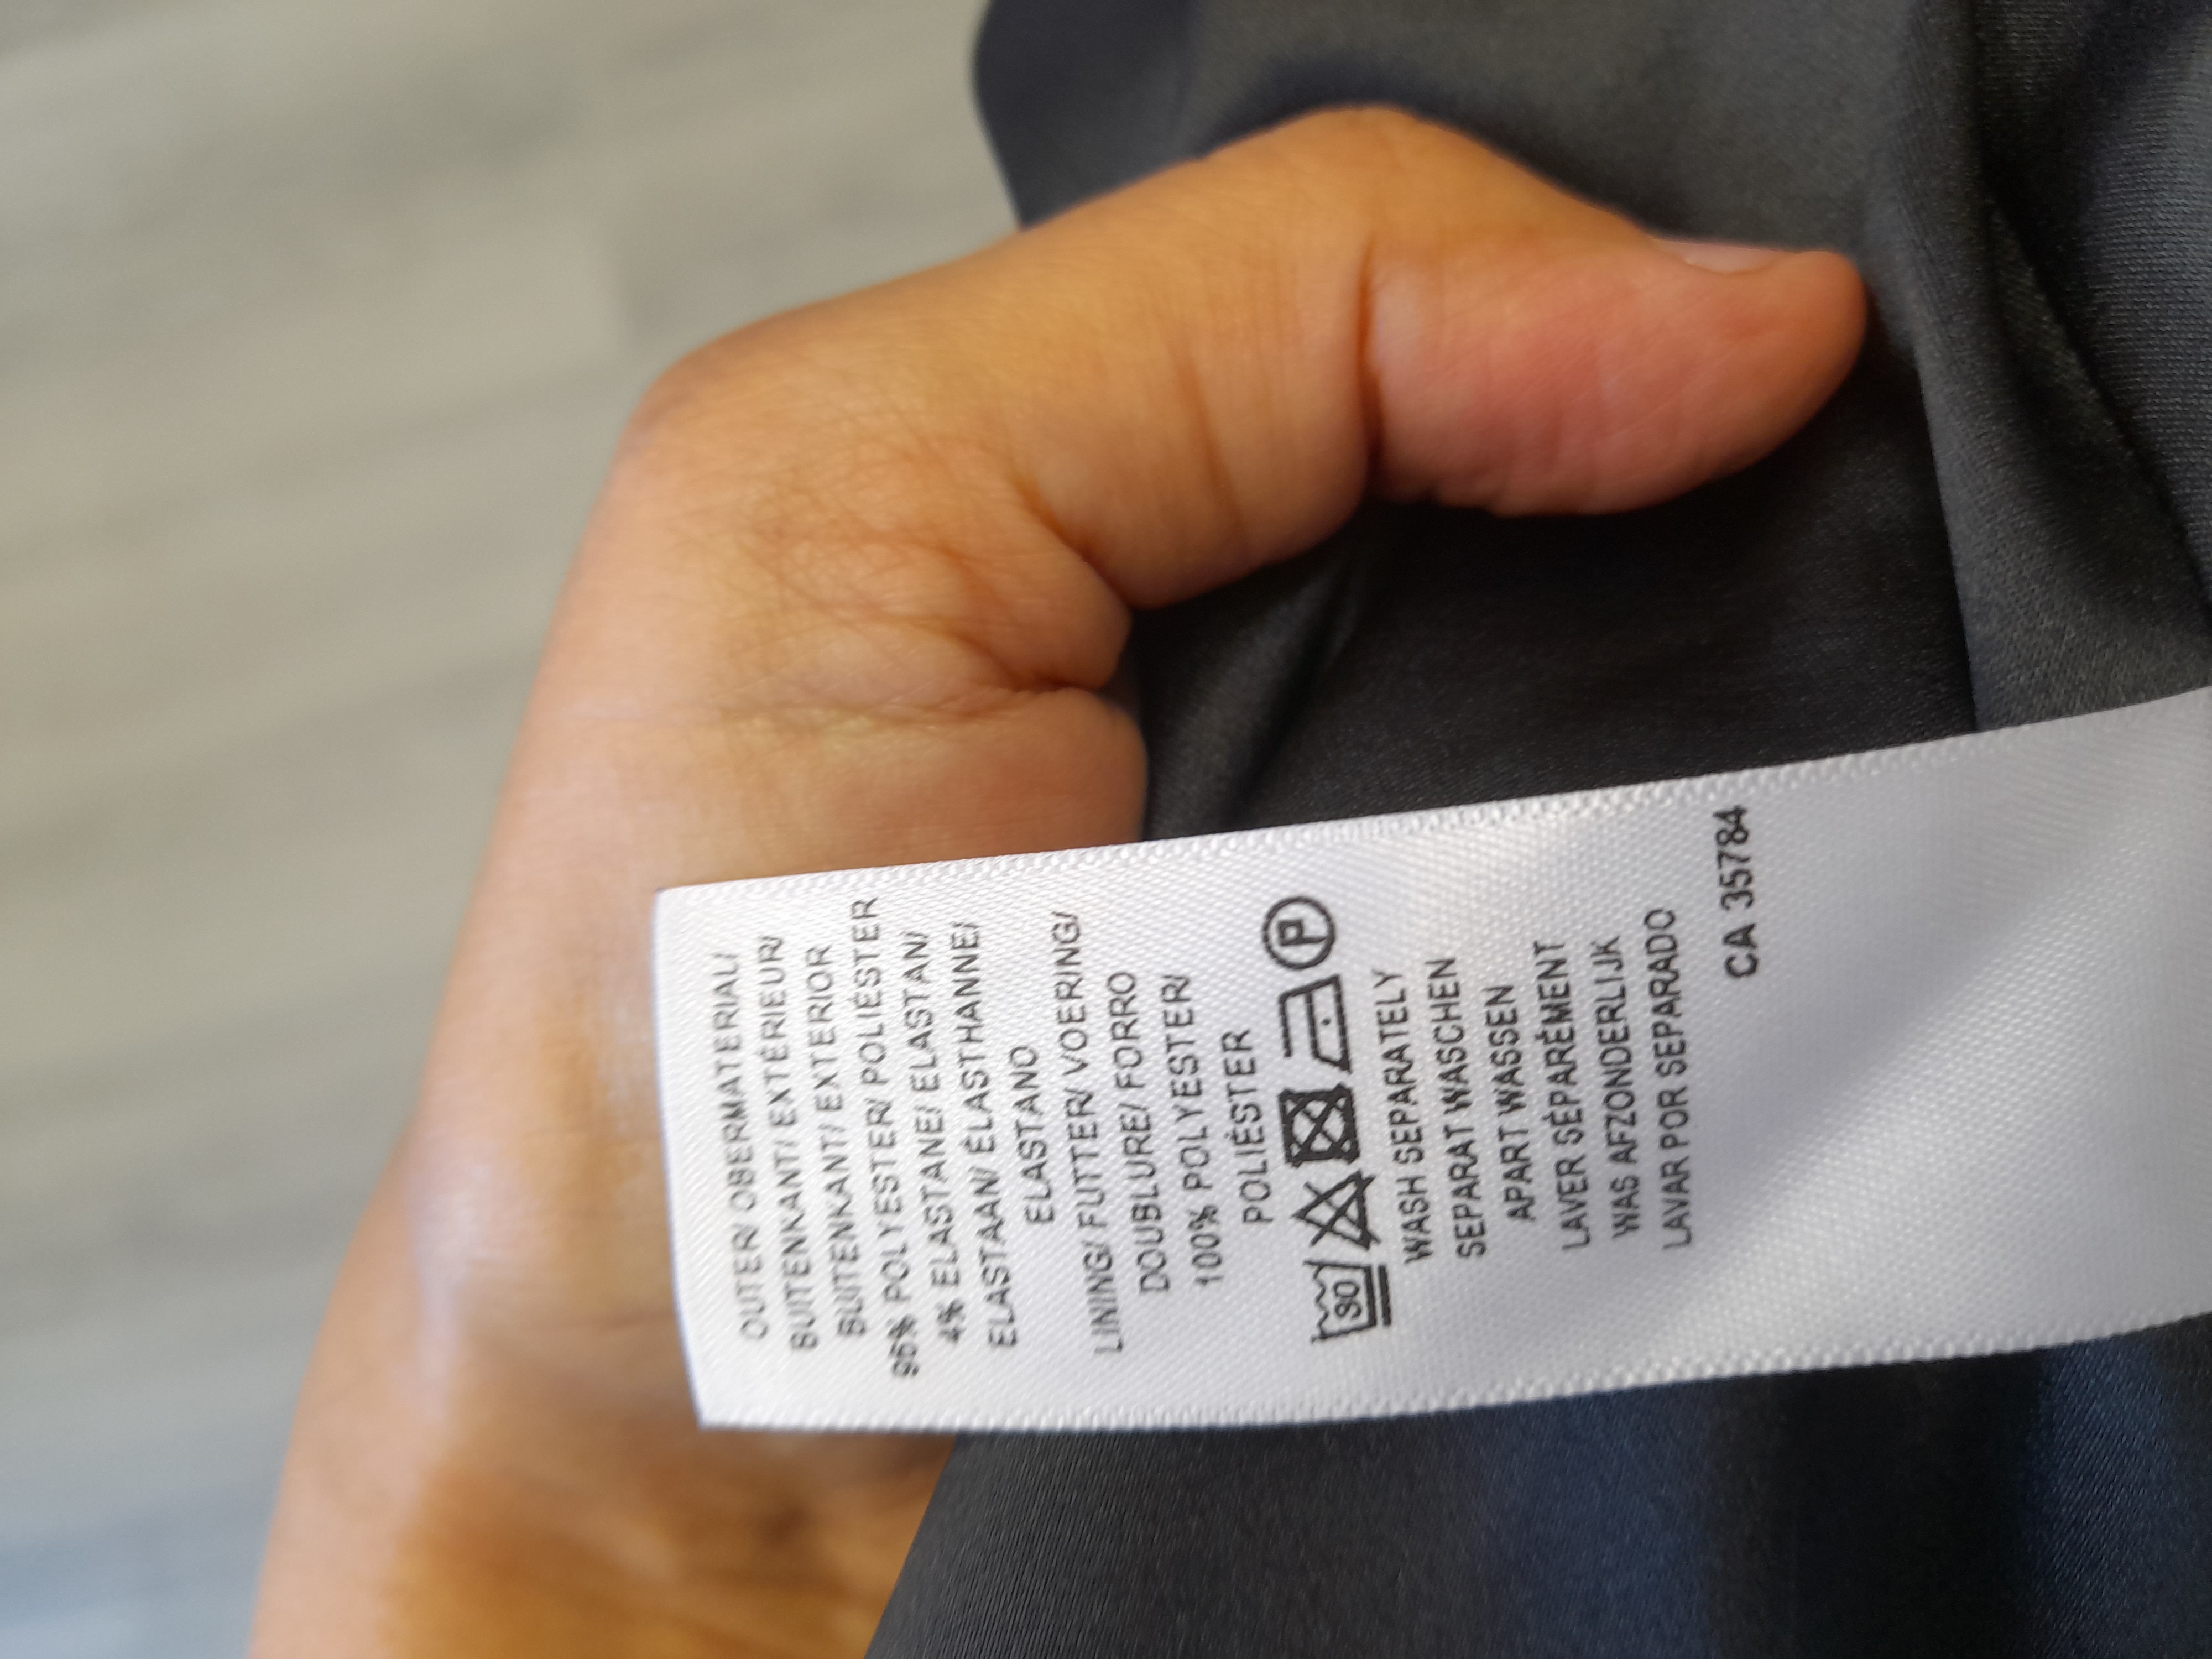 OUTER/ OBERMATERIAL/
BUITENKANT/ EXTÉRIEUR/
BUITENKANT/ EXTERIOR
96% POLYESTER/ POLIÉSTER
4% ELASTANE/ ELASTAN/
ELASTAAN/ ÉLASTHANNE/
ELASTANO
LINING/ FUTTER/ VOERING/
DOUBLURE/ FORRO
100% POLYESTER/
POLIÉSTER
30 P
WASH SEPARATELY
SEPARAT WASCHEN
APART WASSEN
LAVER SÉPARÉMENT
WAS AFZONDERLIJK
LAVAR POR SEPARADO
CA 35784